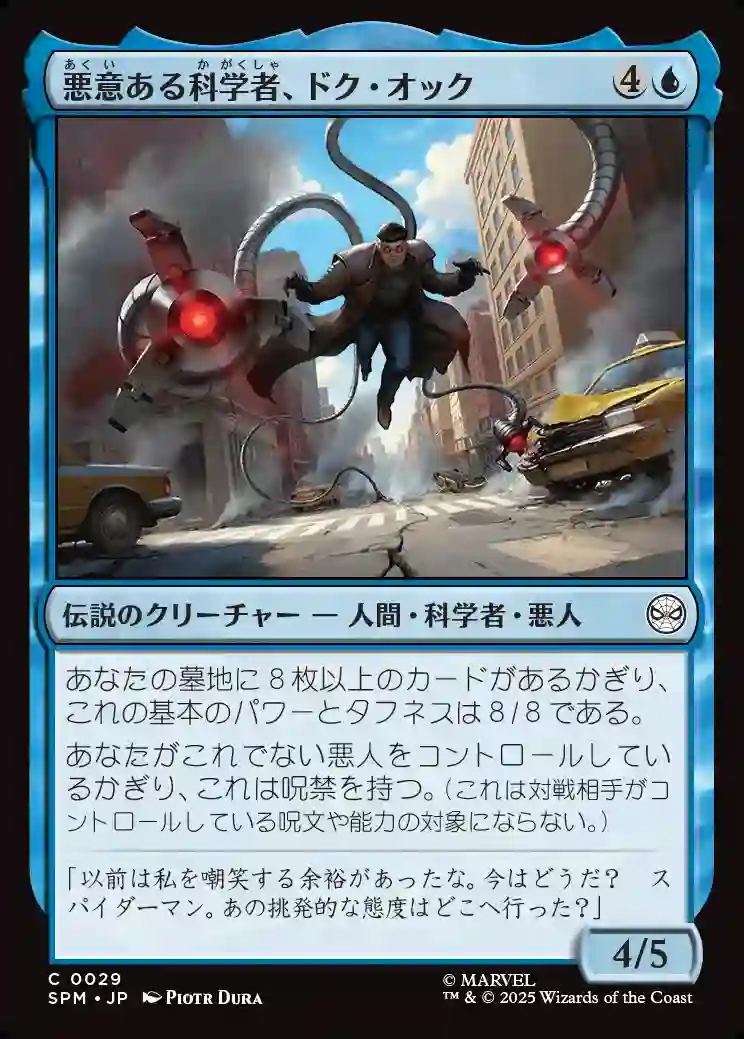 悪意ある科学者、ドク・オック 4
あくい かがくしゃ
伝説のクリーチャー — 人間・科学者・悪人
あなたの墓地に8枚以上のカードがあるかぎり、
これの基本のパワーとタフネスは8/8である。
あなたがこれでない悪人をコントロールしてい
るかぎり、これは呪禁を持つ。（これは対戦相手がコ
ントロールしている呪文や能力の対象にならない。）
「以前は私を嘲笑する余裕があったな。今はどうだ？　ス
パイダーマン。あの挑発的な態度はどこへ行った？」
4/5
C 0029
SPM・JP Piotr Dura
© MARVEL
™ & © 2025 Wizards of the Coast